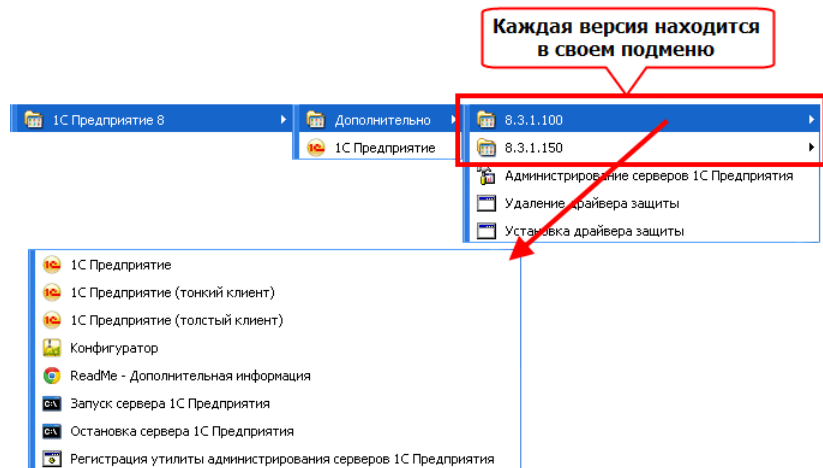 Каждая версия находится
в своем подменю
1С Предприятие 8
Дополнительно
1С Предприятие
8.3.1.100
8.3.1.150
Администрирование серверов 1С Предприятия
Удаление драйвера защиты
Установка драйвера защиты
1С Предприятие
1С Предприятие (тонкий клиент)
1С Предприятие (толстый клиент)
Конфигуратор
ReadMe - Дополнительная информация
Запуск сервера 1С Предприятия
Остановка сервера 1С Предприятия
Регистрация утилиты администрирования серверов 1С Предприятия